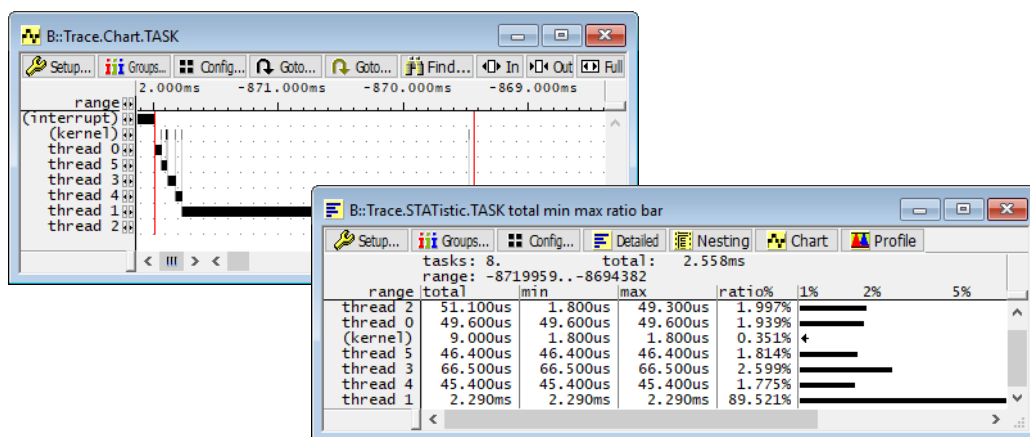 B::Trace.Chart.TASK
Setup... Groups... Config... Goto... Goto... Find... In Out Full
2.000ms -871.000ms -870.000ms -869.000ms
range
(interrupt)
(kernel)
thread 0
thread 5
thread 3
thread 4
thread 1
thread 2
B::Trace.STATistic.TASK total min max ratio bar
Setup... Groups... Config... Detailed Nesting Chart Profile
tasks: 8. total: 2.558ms
range: -8719959..-8694382
range total min max ratio% 1% 2% 5%
thread 2 51.100us 1.800us 49.300us 1.997%
thread 0 49.600us 49.600us 49.600us 1.939%
(kernel) 9.000us 1.800us 1.800us 0.351%
thread 5 46.400us 46.400us 46.400us 1.814%
thread 3 66.500us 66.500us 66.500us 2.599%
thread 4 45.400us 45.400us 45.400us 1.775%
thread 1 2.290ms 2.290ms 2.290ms 89.521%